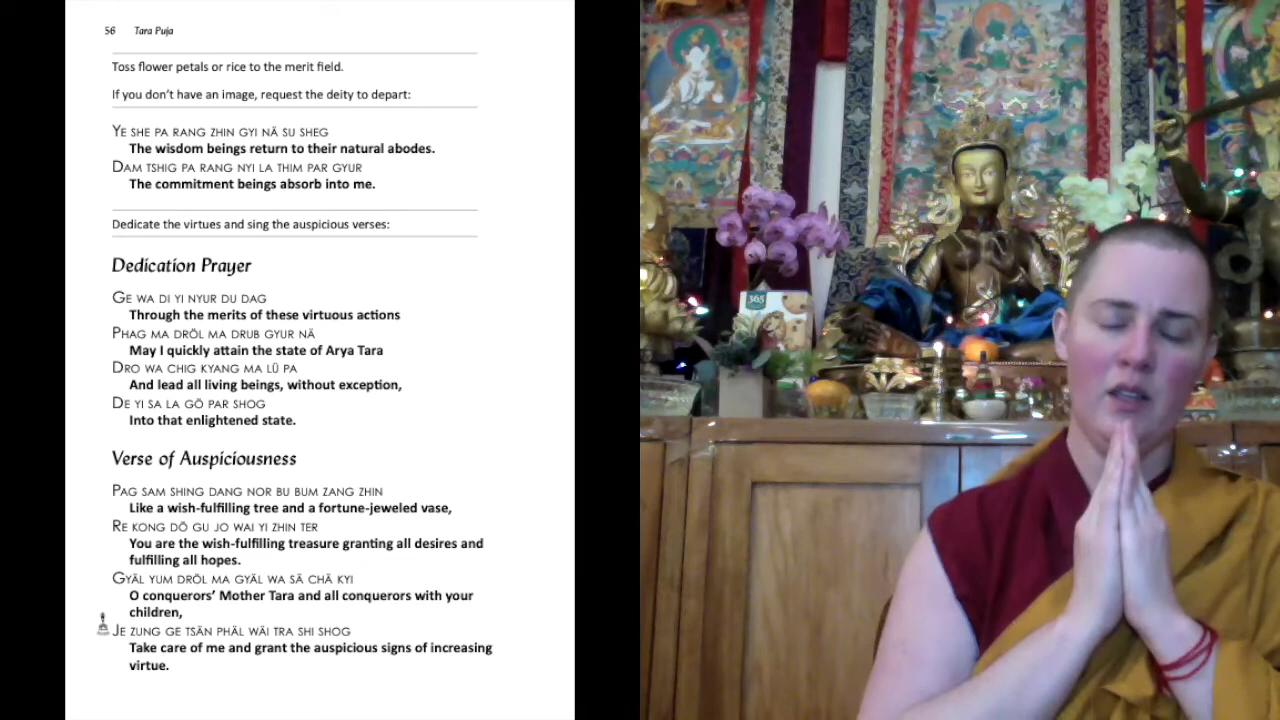 56 Tara Puja
Toss flower petals or rice to the merit field.
If you don't have an image, request the deity to depart:
YE SHE PA RANG ZHIN GYI NÄ SU SHEG
The wisdom beings return to their natural abodes.
DAM TSHIG PA RANG NYI LA THIM PAR GYUR
The commitment beings absorb into me.
Dedicate the virtues and sing the auspicious verses:
Dedication Prayer
GE WA DI YI NYUR DU DAG
Through the merits of these virtuous actions
PHAG MA DRÖL MA DRUB GYUR NÄ
May I quickly attain the state of Arya Tara
DRO WA CHIG KYANG MA LÜ PA
And lead all living beings, without exception,
DE YI SA LA GÖ PAR SHOG
Into that enlightened state.
Verse of Auspiciousness
PAG SAM SHING DANG NOR BU BUM ZANG ZHIN
Like a wish-fulfilling tree and a fortune-jeweled vase,
RE KONG DÖ GU JO WAI YI ZHIN TER
You are the wish-fulfilling treasure granting all desires and
fulfilling all hopes.
GYÄL YUM DRÖL MA GYÄL WA SÄ CHÄ KYI
O conquerors' Mother Tara and all conquerors with your
children,
JE ZUNG GE TSÄN PHÄL WÄI TRA SHI SHOG
Take care of me and grant the auspicious signs of increasing
virtue.
365